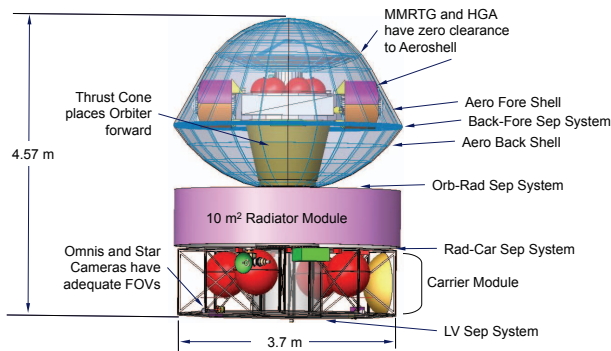 MMRTG and HGA
have zero clearance
to Aeroshell
Thrust Cone
places Orbiter
forward
Aero Fore Shell
Back-Fore Sep System
Aero Back Shell
4.57 m
Orb-Rad Sep System
10 m² Radiator Module
Omnis and Star
Cameras have
adequate FOVs
Rad-Car Sep System
Carrier Module
LV Sep System
3.7 m